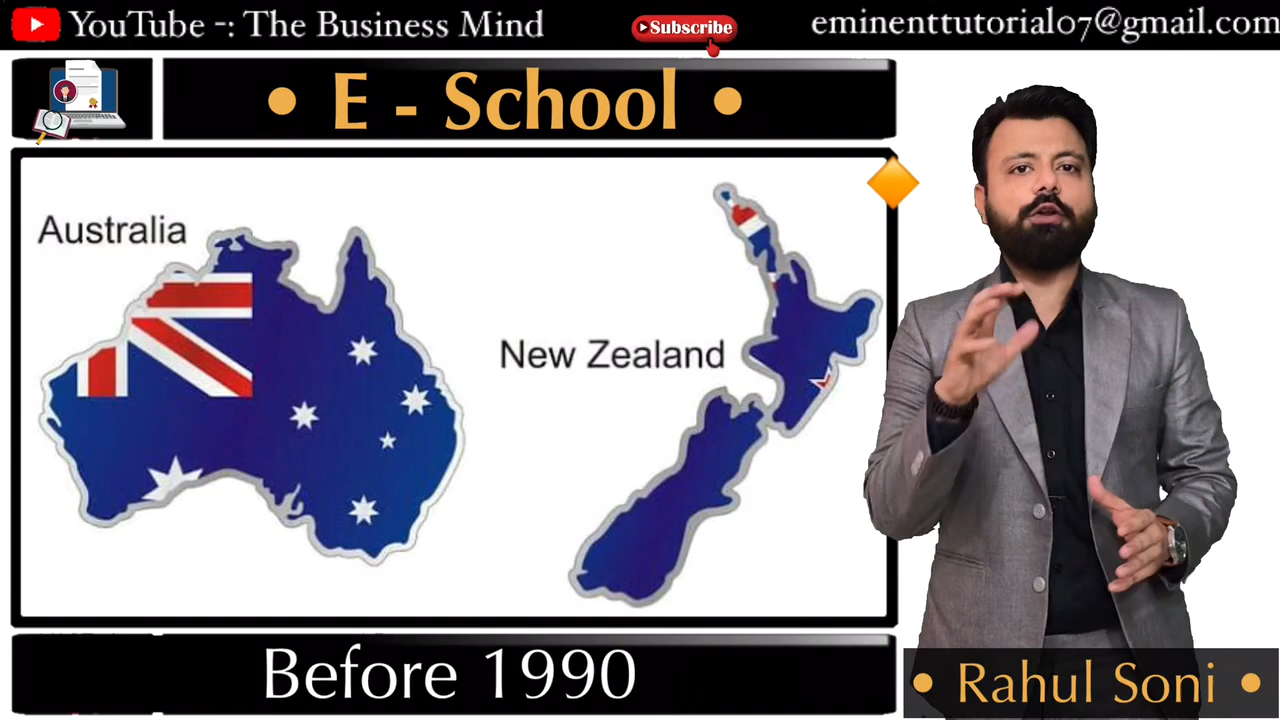 YouTube -: The Business Mind
Subscribe
eminenttutorial07@gmail.com
• E - School •
Australia
New Zealand
Before 1990
• Rahul Soni •